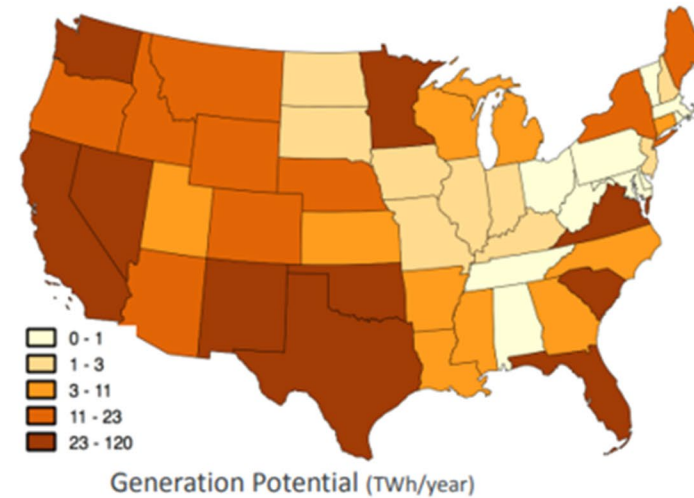 0 - 1
1 - 3
3 - 11
11 - 23
23 - 120
Generation Potential (TWh/year)